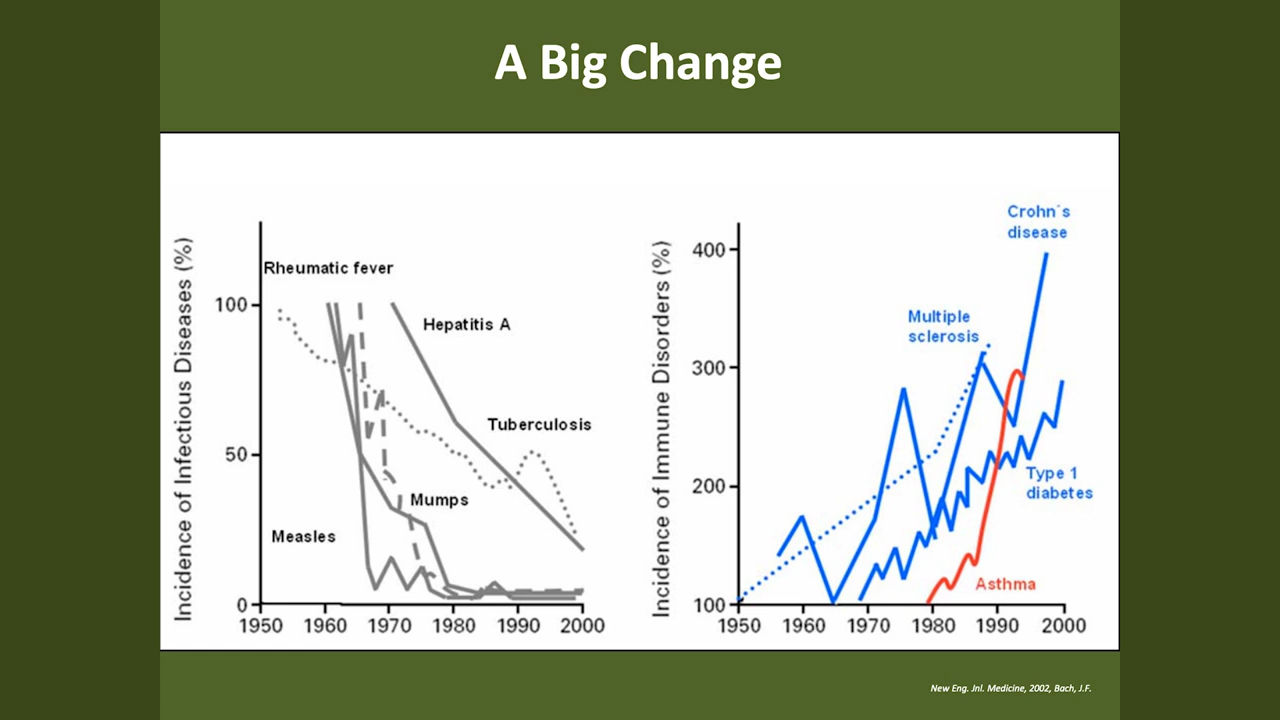 A Big Change
Incidence of Infectious Diseases (%)
Rheumatic fever
100
Hepatitis A
Tuberculosis
50
Mumps
Measles
0
1950 1960 1970 1980 1990 2000
Incidence of Immune Disorders (%)
Crohn´s
disease
400
Multiple
sclerosis
300
Type 1
diabetes
200
Asthma
100
1950 1960 1970 1980 1990 2000
New Eng. Jnl. Medicine, 2002, Bach, J.F.